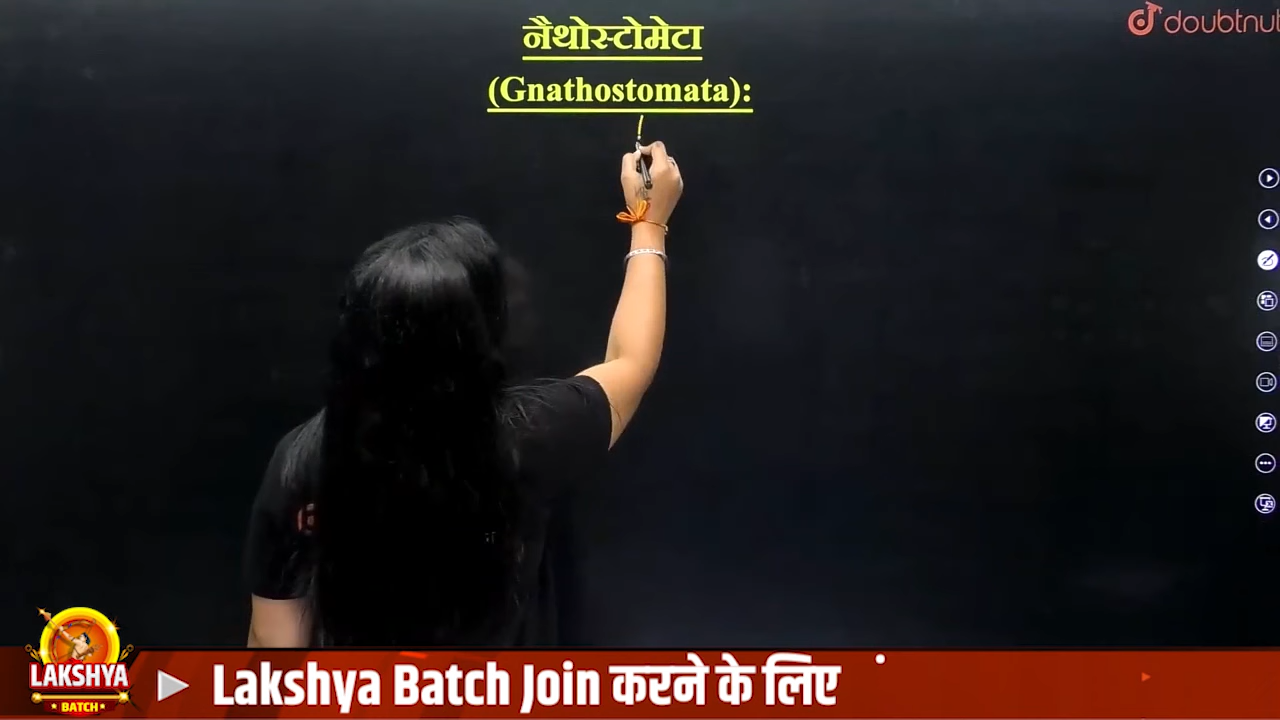 नैथोस्टोमेटा
(Gnathostomata):
doubtnut
LAKSHYA
BATCH
Lakshya Batch Join करने के लिए